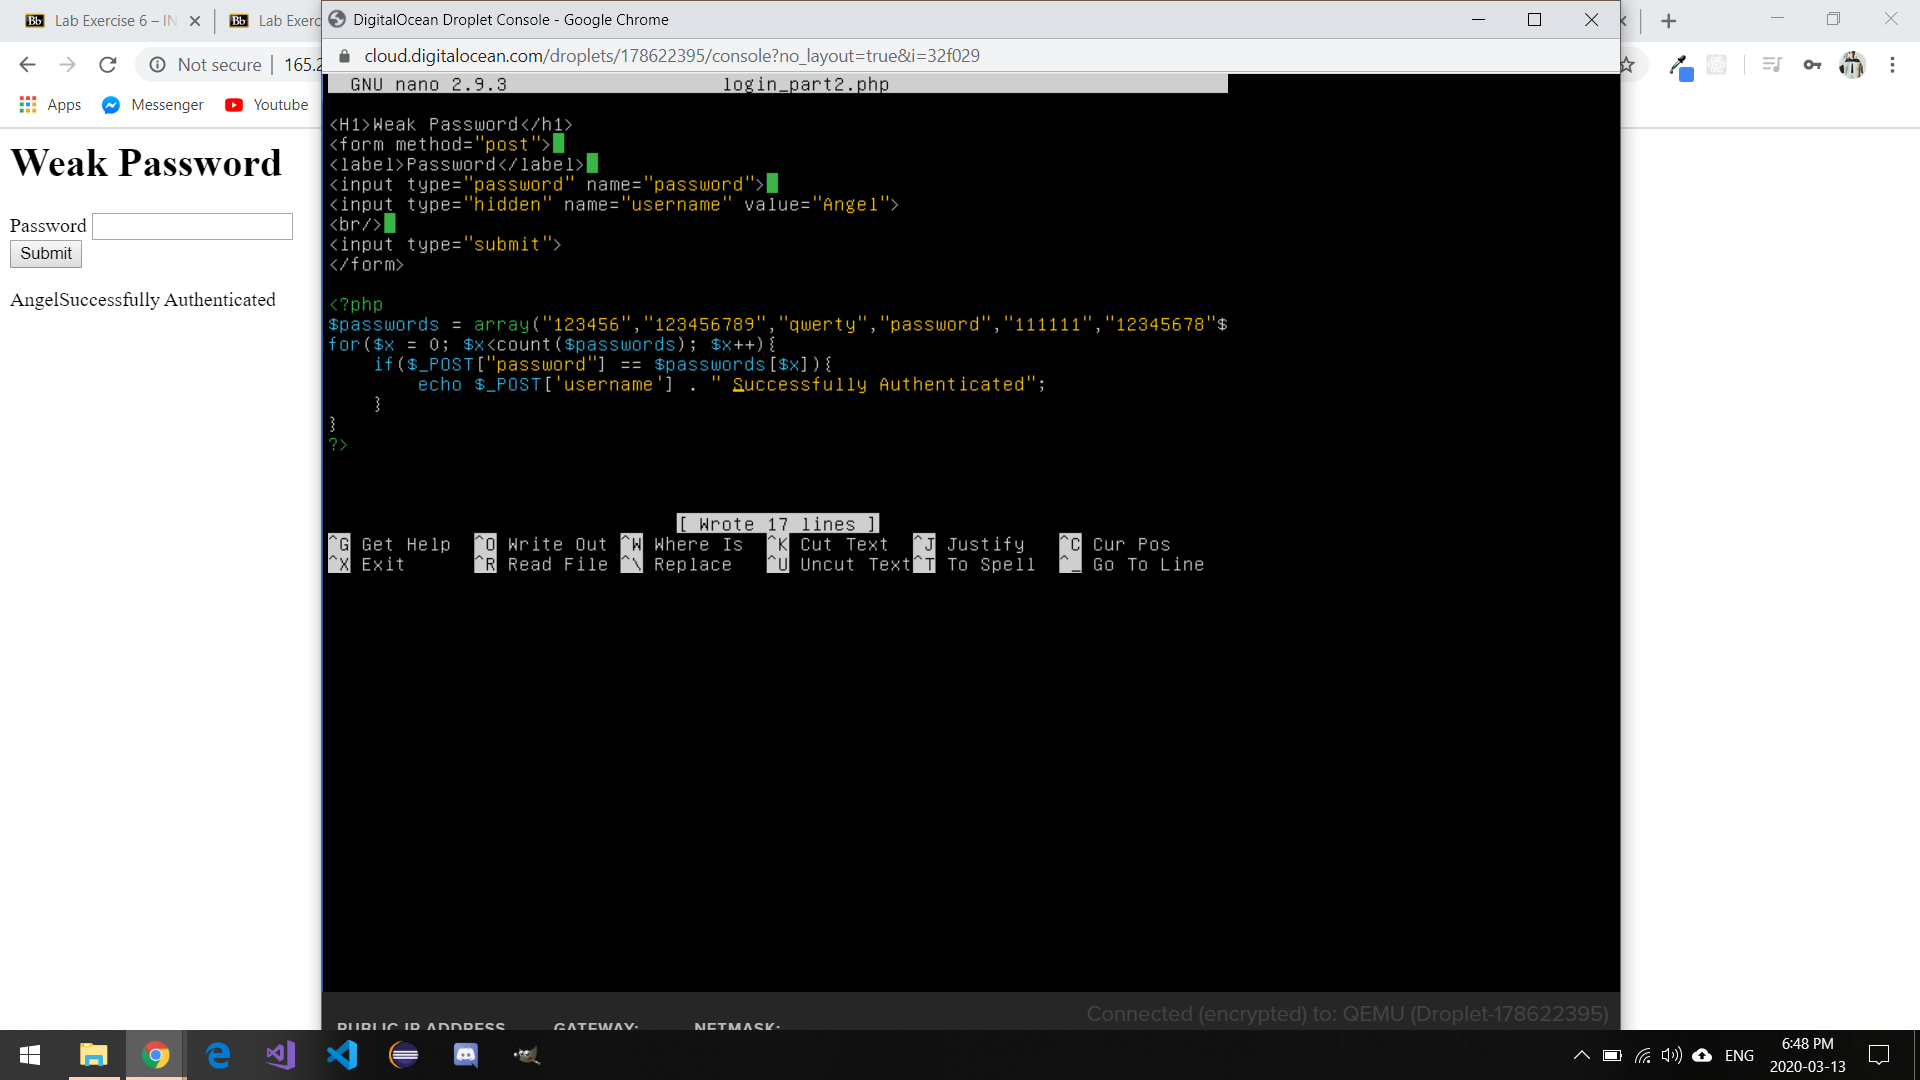 Lab Exercise 6 – IN
Lab Exerc
DigitalOcean Droplet Console - Google Chrome
Not secure
165.2
cloud.digitalocean.com/droplets/178622395/console?no_layout=true&i=32f029
Apps
Messenger
Youtube
Weak Password
Password
Submit
AngelSuccessfully Authenticated
GNU nano 2.9.3 login_part2.php
<H1>Weak Password</h1>
<form method="post">
<label>Password</label>
<input type="password" name="password">
<input type="hidden" name="username" value="Angel">
<br/>
<input type="submit">
</form>
<?php
$passwords = array("123456","123456789","qwerty","password","111111","12345678"$
for($x = 0; $x<count($passwords); $x++){
if($_POST["password"] == $passwords[$x]){
echo $_POST['username'] . " Successfully Authenticated";
}
}
?>
[ Wrote 17 lines ]
^G Get Help ^O Write Out ^W Where Is ^K Cut Text ^J Justify ^C Cur Pos
^X Exit ^R Read File ^\ Replace ^U Uncut Text ^T To Spell ^_ Go To Line
Connected (encrypted) to: QEMU (Droplet-178622395)
PUBLIC IP ADDRESS GATEWAY: NETMASK:
ENG
6:48 PM
2020-03-13